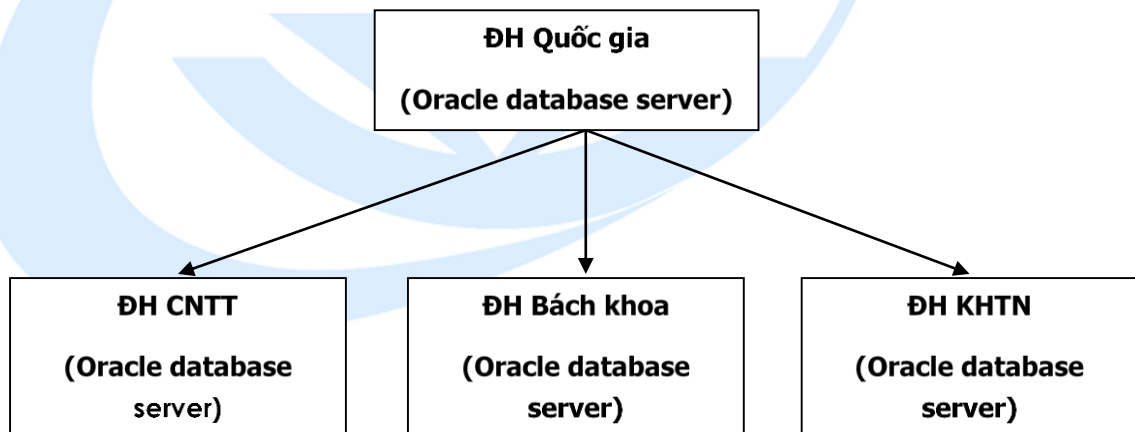 ĐH Quốc gia
(Oracle database server)
ĐH CNTT
(Oracle database
server)
ĐH Bách khoa
(Oracle database
server)
ĐH KHTN
(Oracle database
server)